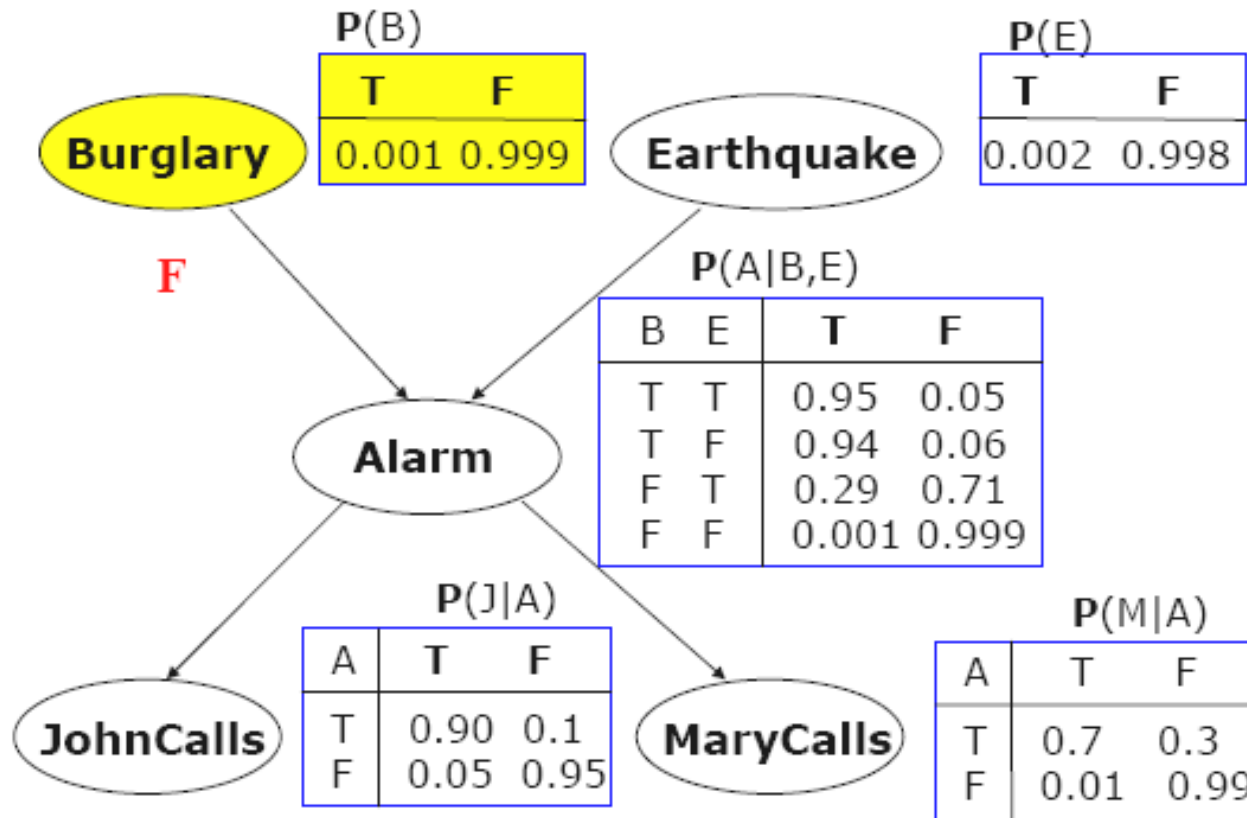 P(B)
T F
0.001 0.999
Burglary
P(E)
T F
0.002 0.998
Earthquake
F
P(A|B,E)
B E T F
T T 0.95 0.05
T F 0.94 0.06
F T 0.29 0.71
F F 0.001 0.999
Alarm
P(J|A)
A T F
T 0.90 0.1
F 0.05 0.95
JohnCalls
P(M|A)
A T F
T 0.7 0.3
F 0.01 0.99
MaryCalls